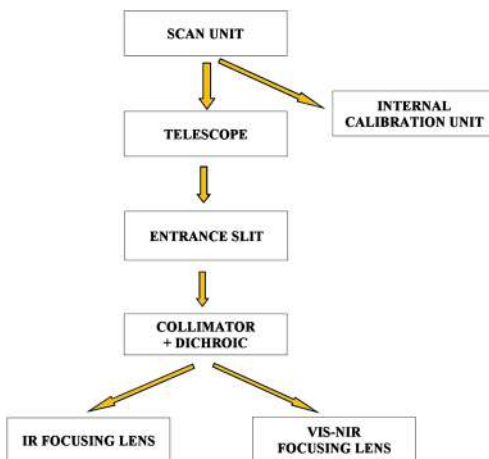 SCAN UNIT
INTERNAL
CALIBRATION UNIT
TELESCOPE
ENTRANCE SLIT
COLLIMATOR
+ DICHROIC
IR FOCUSING LENS
VIS-NIR
FOCUSING LENS